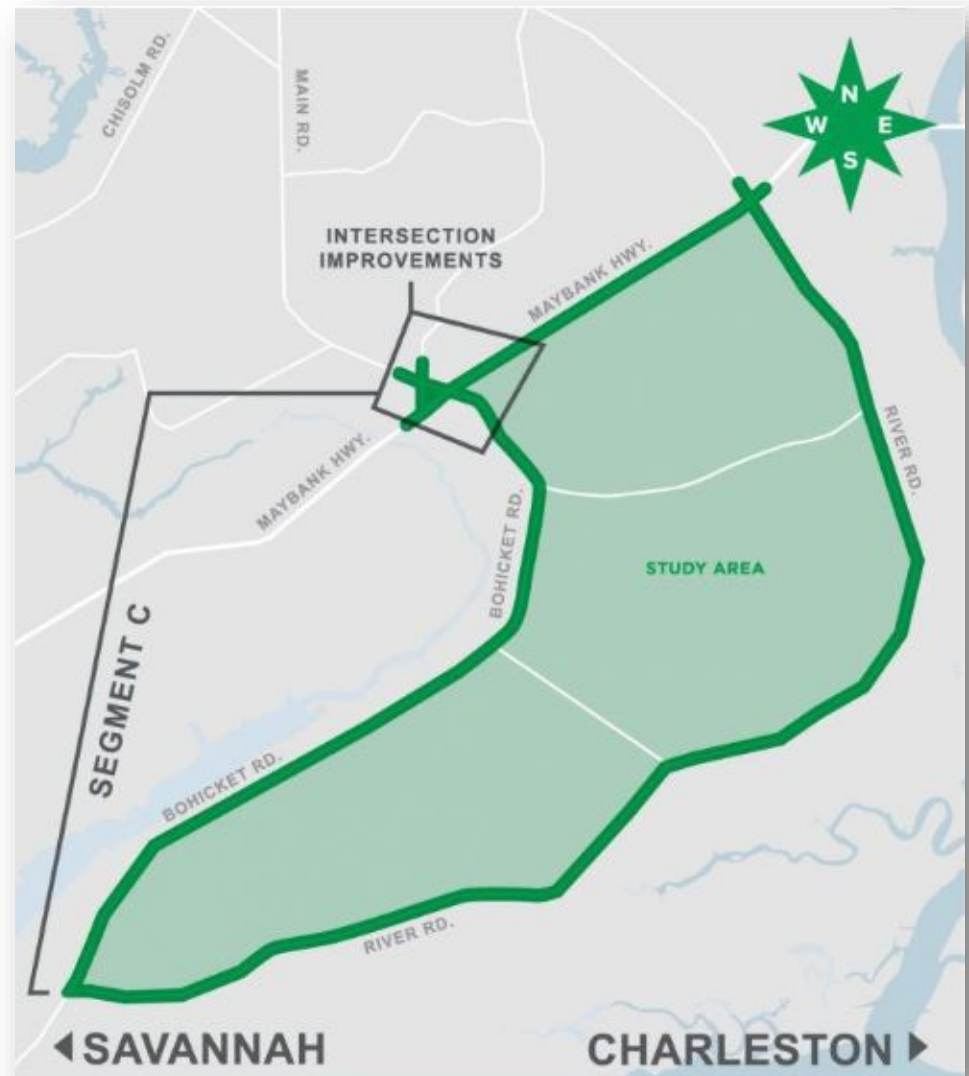 CHISOLM RD.
MAIN RD.
N
W E
S
INTERSECTION
IMPROVEMENTS
MAYBANK HWY.
RIVER RD.
MAYBANK HWY.
BOHICKET RD.
STUDY AREA
SEGMENT C
BOHICKET RD.
RIVER RD.
SAVANNAH
CHARLESTON